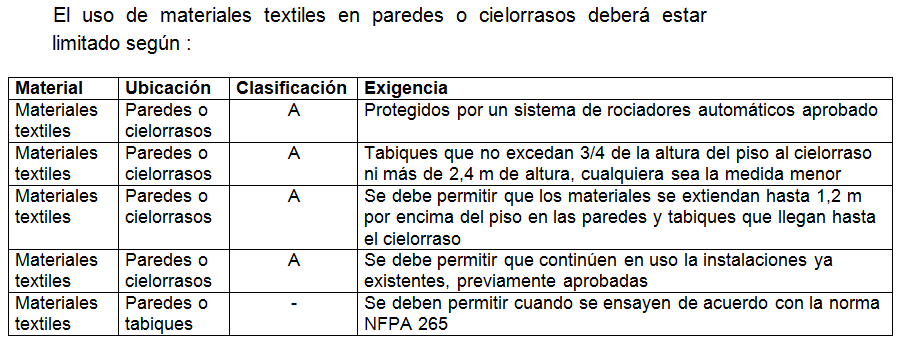 El uso de materiales textiles en paredes o cielorrasos deberá estar
limitado según :
Material Ubicación Clasificación Exigencia
Materiales textiles Paredes o cielorrasos A Protegidos por un sistema de rociadores automáticos aprobado
Materiales textiles Paredes o cielorrasos A Tabiques que no excedan 3/4 de la altura del piso al cielorraso ni más de 2,4 m de altura, cualquiera sea la medida menor
Materiales textiles Paredes o cielorrasos A Se debe permitir que los materiales se extiendan hasta 1,2 m por encima del piso en las paredes y tabiques que llegan hasta el cielorraso
Materiales textiles Paredes o cielorrasos A Se debe permitir que continúen en uso la instalaciones ya existentes, previamente aprobadas
Materiales textiles Paredes o tabiques - Se deben permitir cuando se ensayen de acuerdo con la norma NFPA 265